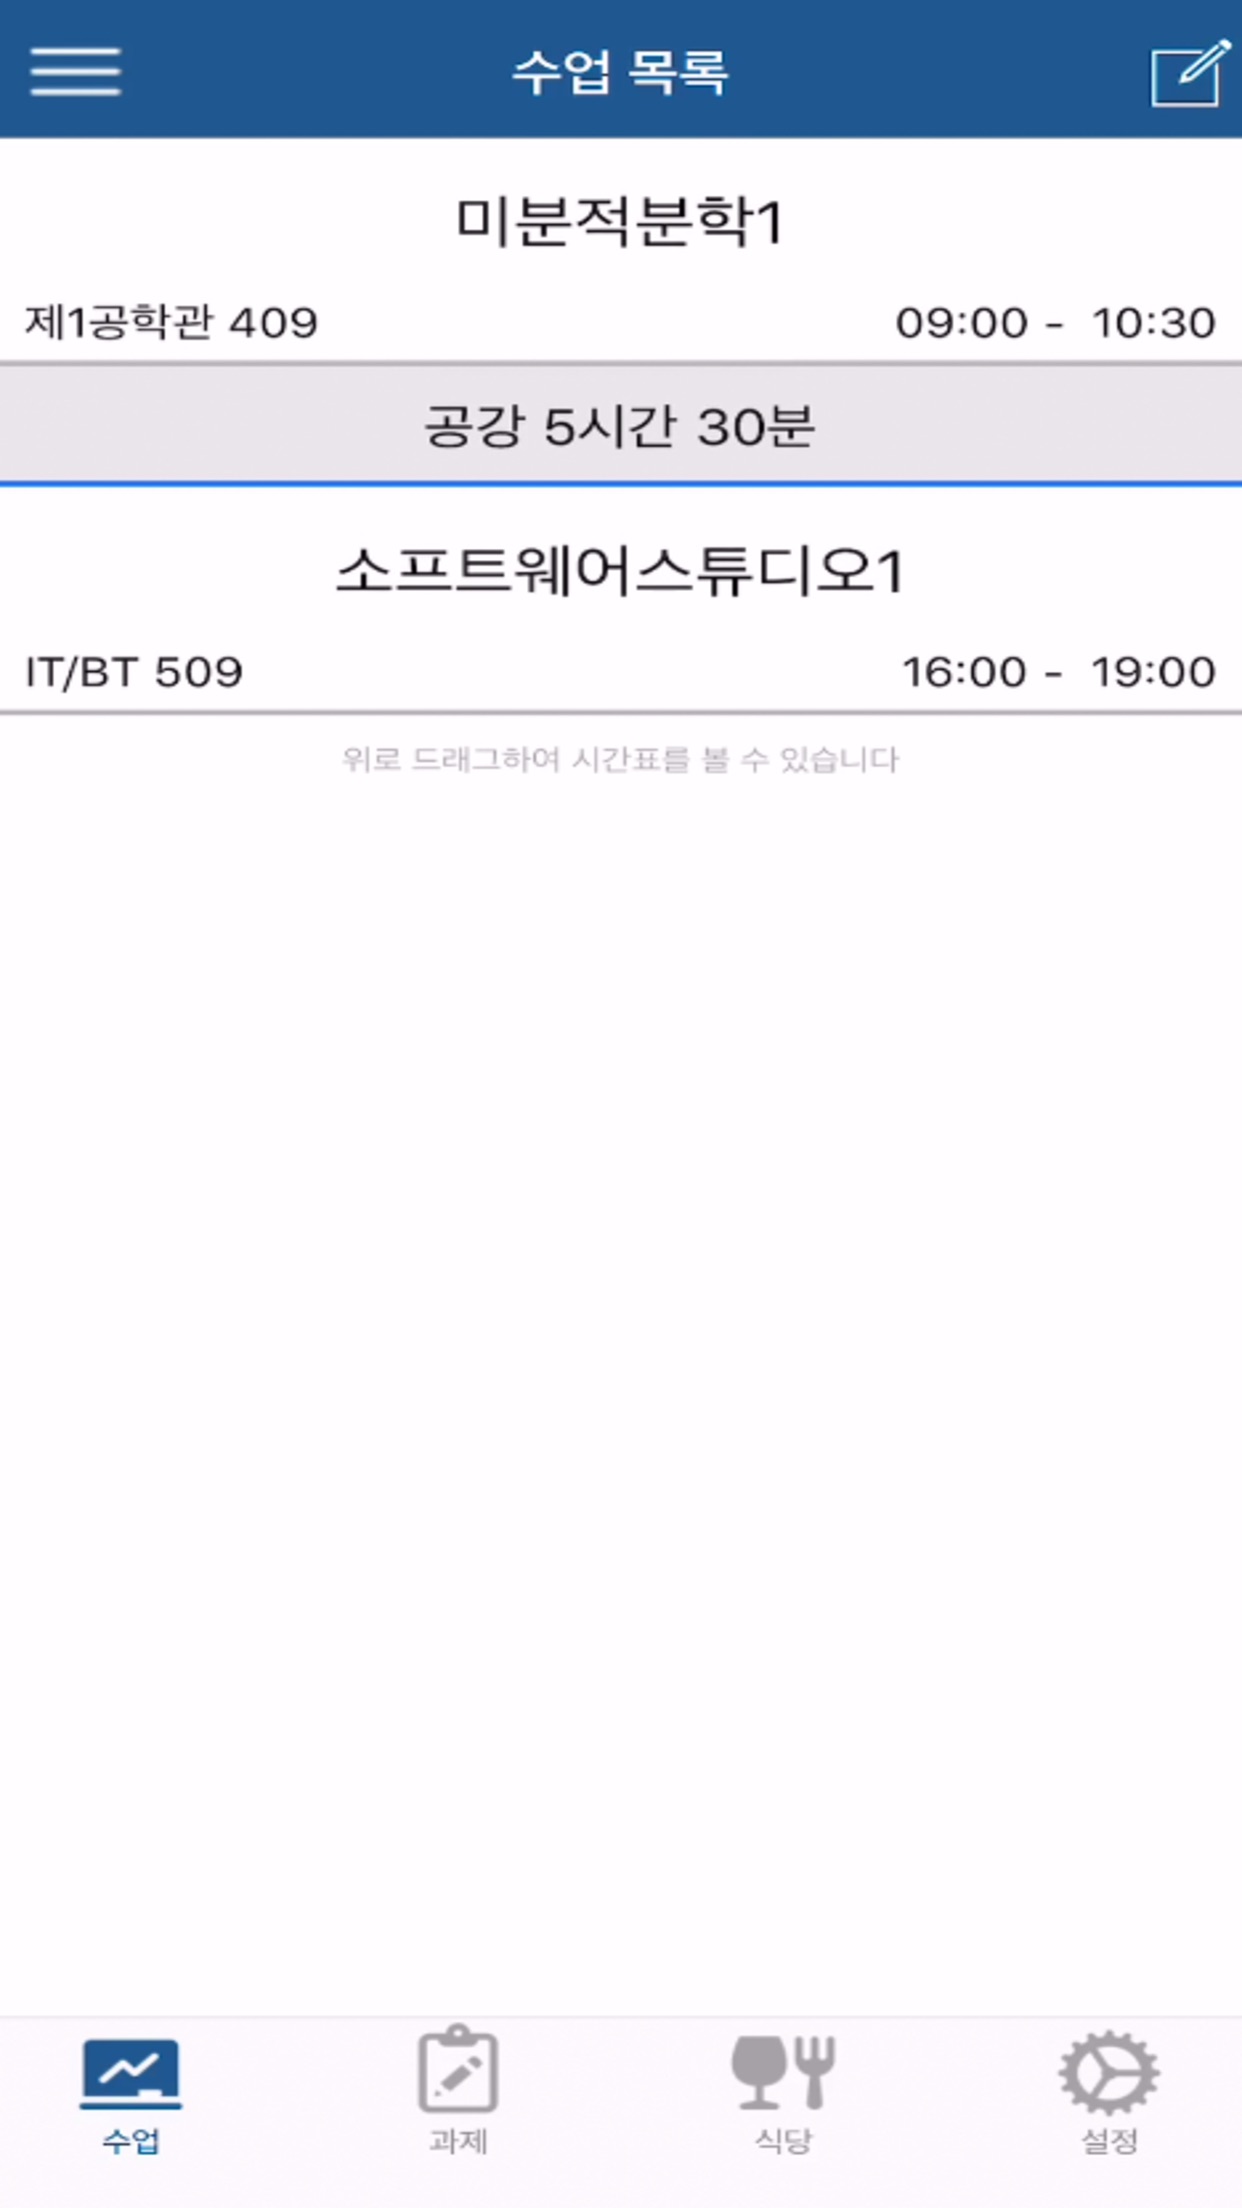 수업 목록
미분적분학1
제1공학관 409 09:00 - 10:30
공강 5시간 30분
소프트웨어스튜디오1
IT/BT 509 16:00 - 19:00
위로 드래그하여 시간표를 볼 수 있습니다
수업 과제 식당 설정